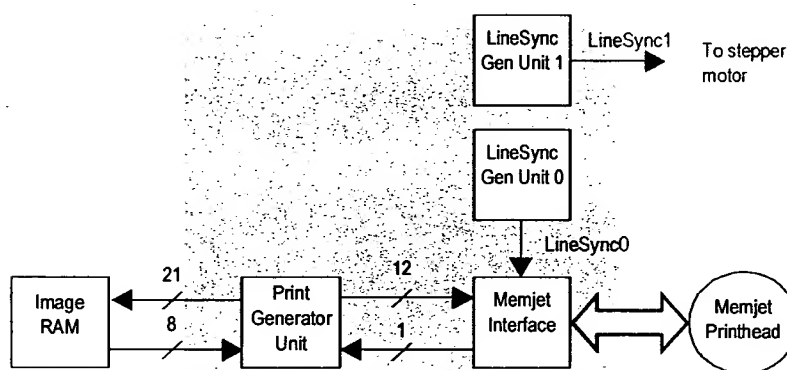 LineSync
Gen Unit 1
LineSync1
To stepper
motor
LineSync
Gen Unit 0
LineSync0
21
12
Image
RAM
Print
Generator
Unit
Memjet
Interface
Memjet
Printhead
8
1